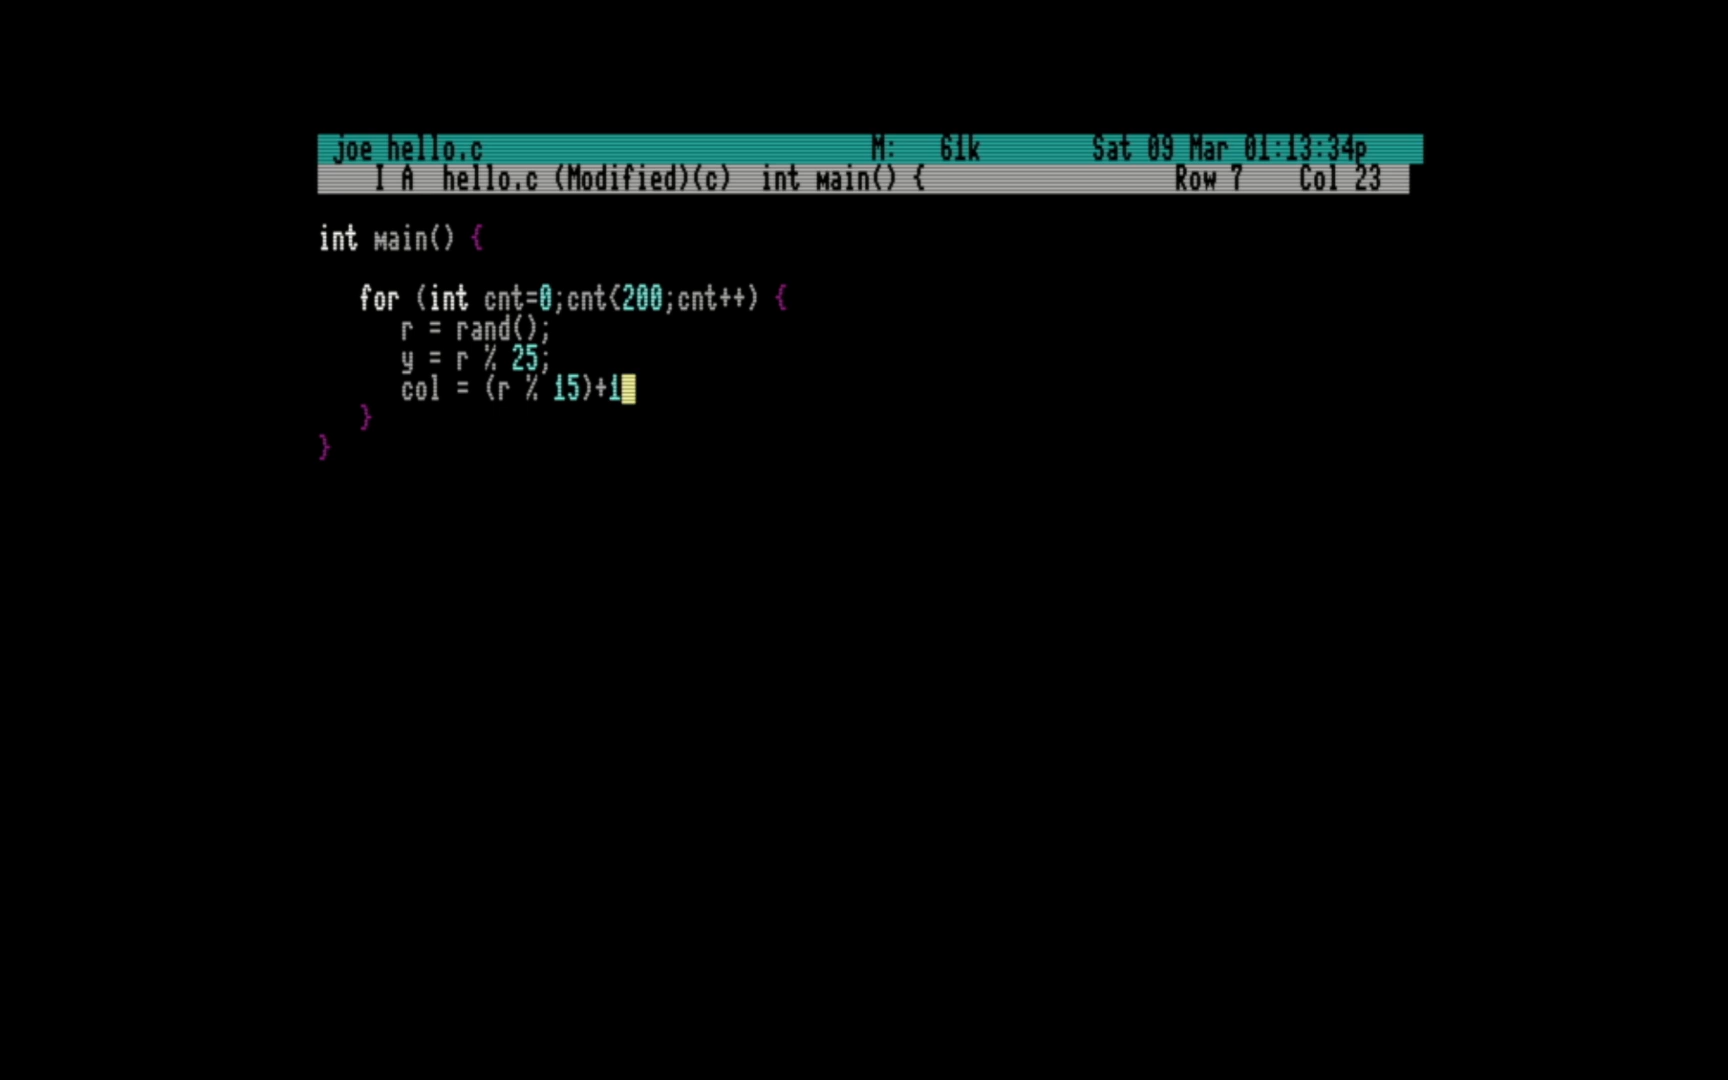 joe hello.c M: 61k Sat 09 Mar 01:13:34p
I A hello.c (Modified)(c) int main() { Row 7 Col 23
int main() {
for (int cnt=0;cnt<200;cnt++) {
r = rand();
y = r % 25;
col = (r % 15)+1
}
}